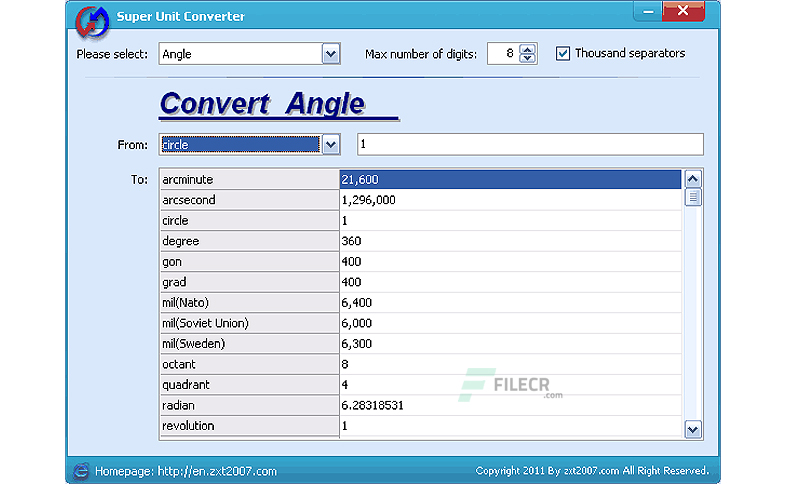 Super Unit Converter
Please select: Angle Max number of digits: 8 Thousand separators
Convert Angle
From: circle 1
To: arcminute 21,600
arcsecond 1,296,000
circle 1
degree 360
gon 400
grad 400
mil(Nato) 6,400
mil(Soviet Union) 6,000
mil(Sweden) 6,300
octant 8
quadrant 4
FILECR
.com
radian 6.28318531
revolution 1
Homepage: http://en.zxt2007.com Copyright 2011 By zxt2007.com All Right Reserved.